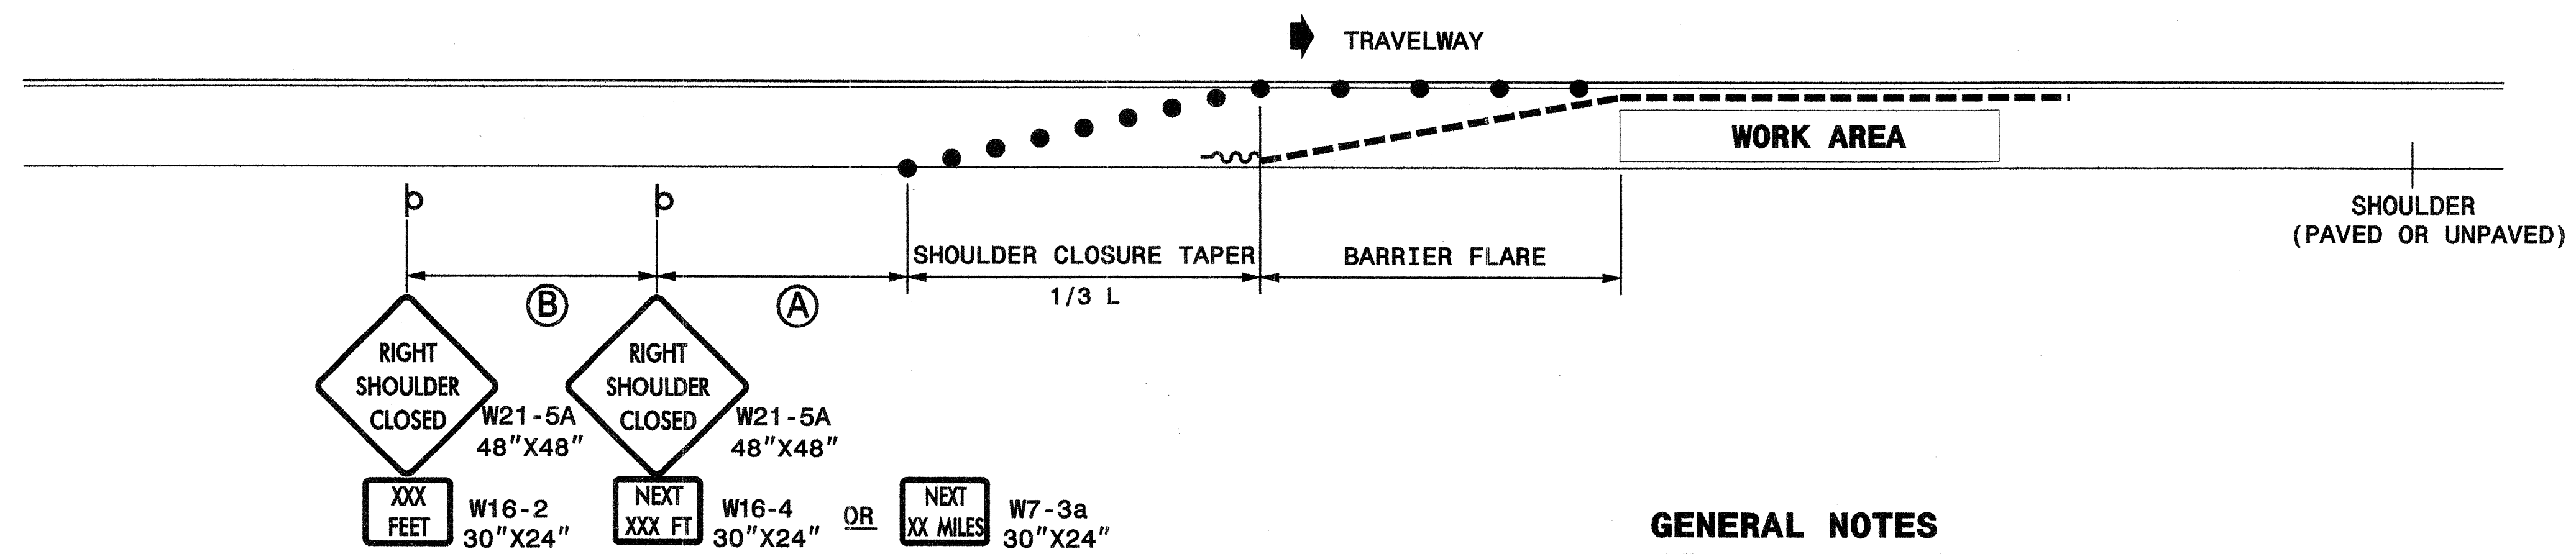 TRAVELWAY
WORK AREA
SHOULDER
(PAVED OR UNPAVED)
SHOULDER CLOSURE TAPER
BARRIER FLARE
1/3 L
B
A
RIGHT
SHOULDER
CLOSED
W21-5A
48"X48"
RIGHT
SHOULDER
CLOSED
W21-5A
48"X48"
XXX
FEET
W16-2
30"X24"
NEXT
XXX FT
W16-4
30"X24"
OR
NEXT
XX MILES
W7-3a
30"X24"
GENERAL NOTES